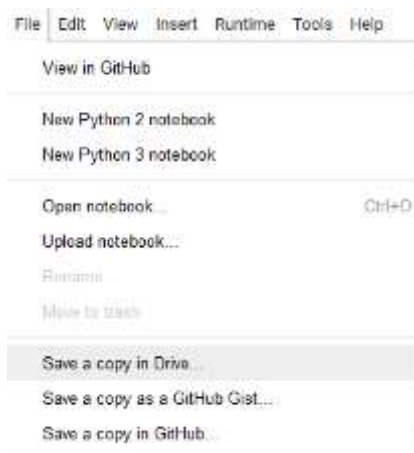 File Edit View Insert Runtime Tools Help
View in GitHub
New Python 2 notebook
New Python 3 notebook
Open notebook... Ctrl+O
Upload notebook...
Rename...
Move to trash
Save a copy in Drive...
Save a copy as a GitHub Gist...
Save a copy in GitHub...